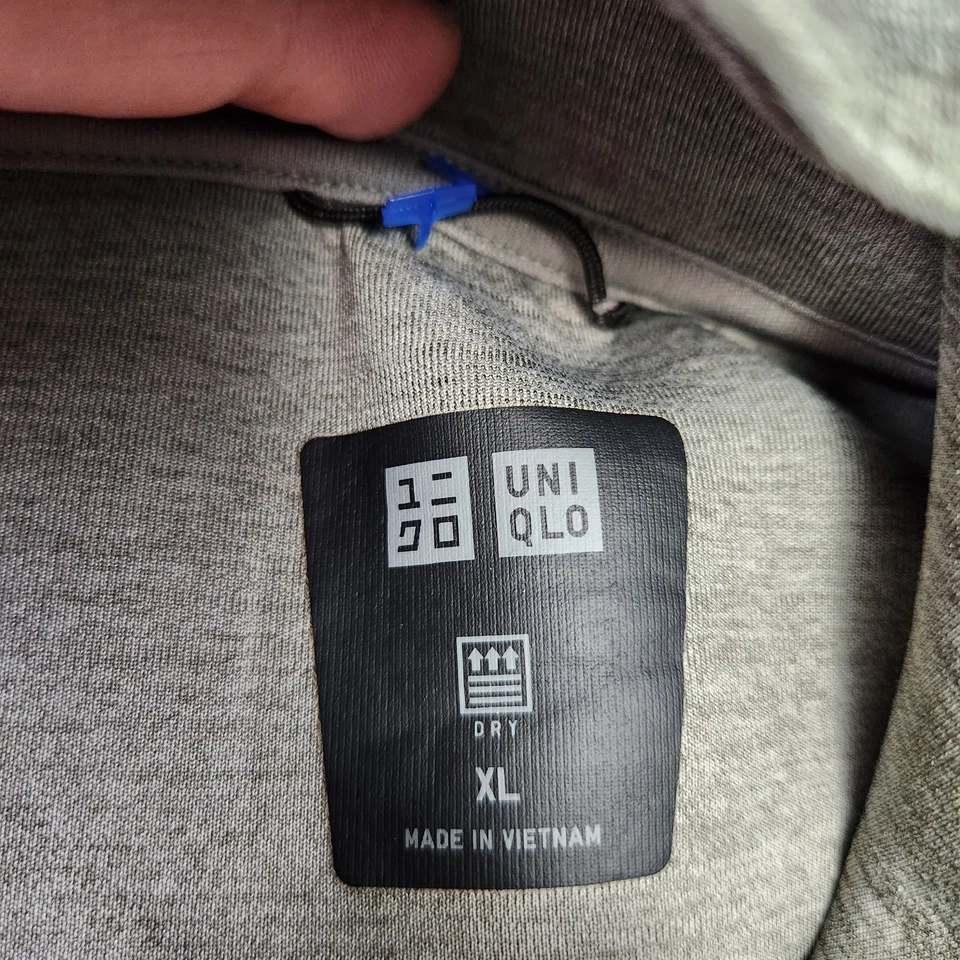 ユニ
クロ
UNI
QLO
DRY
XL
MADE IN VIETNAM